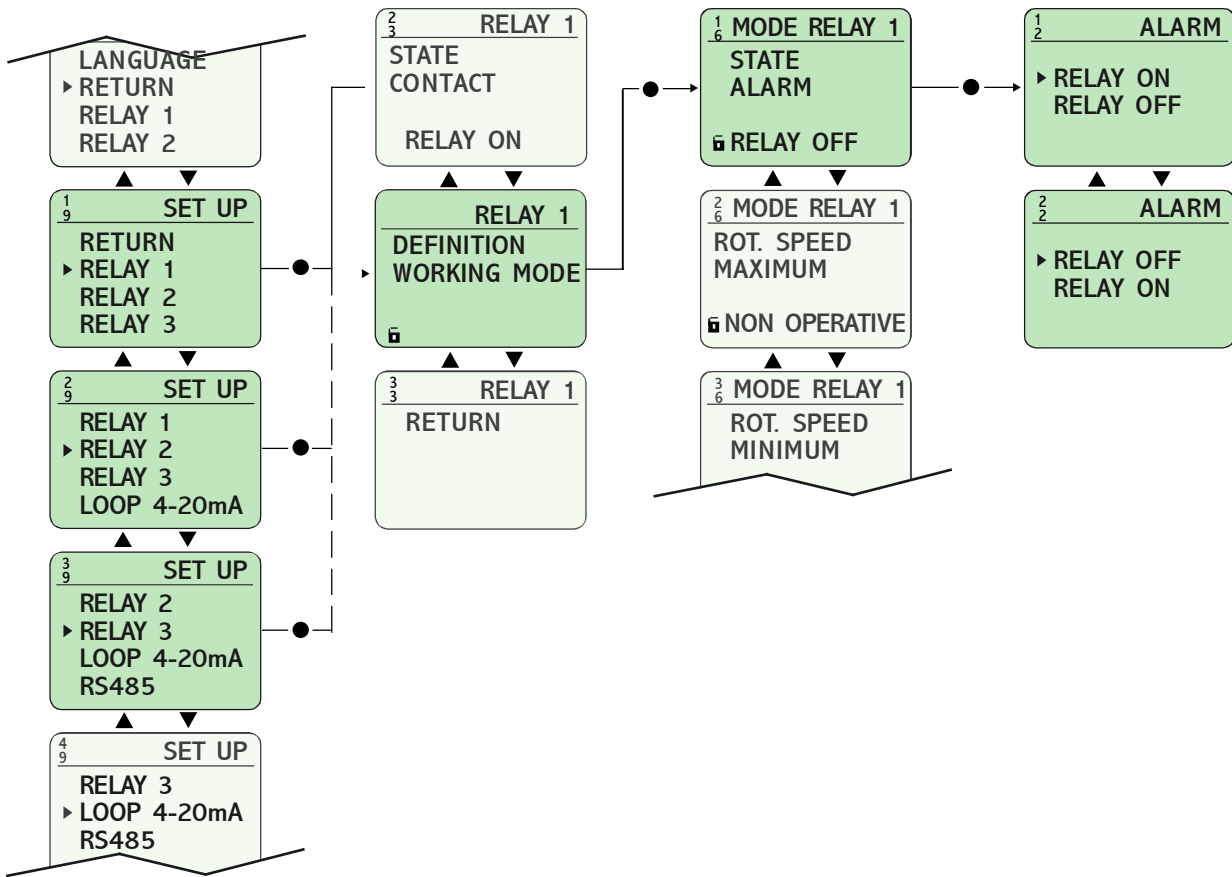 LANGUAGE
RETURN
RELAY 1
RELAY 2
1
9
SET UP
RETURN
RELAY 1
RELAY 2
RELAY 3
2
9
SET UP
RELAY 1
RELAY 2
RELAY 3
LOOP 4-20mA
3
9
SET UP
RELAY 2
RELAY 3
LOOP 4-20mA
RS485
4
9
SET UP
RELAY 3
LOOP 4-20mA
RS485
2
3
RELAY 1
STATE
CONTACT
RELAY ON
RELAY 1
DEFINITION
WORKING MODE
3
3
RELAY 1
RETURN
1
6
MODE RELAY 1
STATE
ALARM
RELAY OFF
2
6
MODE RELAY 1
ROT. SPEED
MAXIMUM
NON OPERATIVE
3
6
MODE RELAY 1
ROT. SPEED
MINIMUM
1
2
ALARM
RELAY ON
RELAY OFF
2
2
ALARM
RELAY OFF
RELAY ON